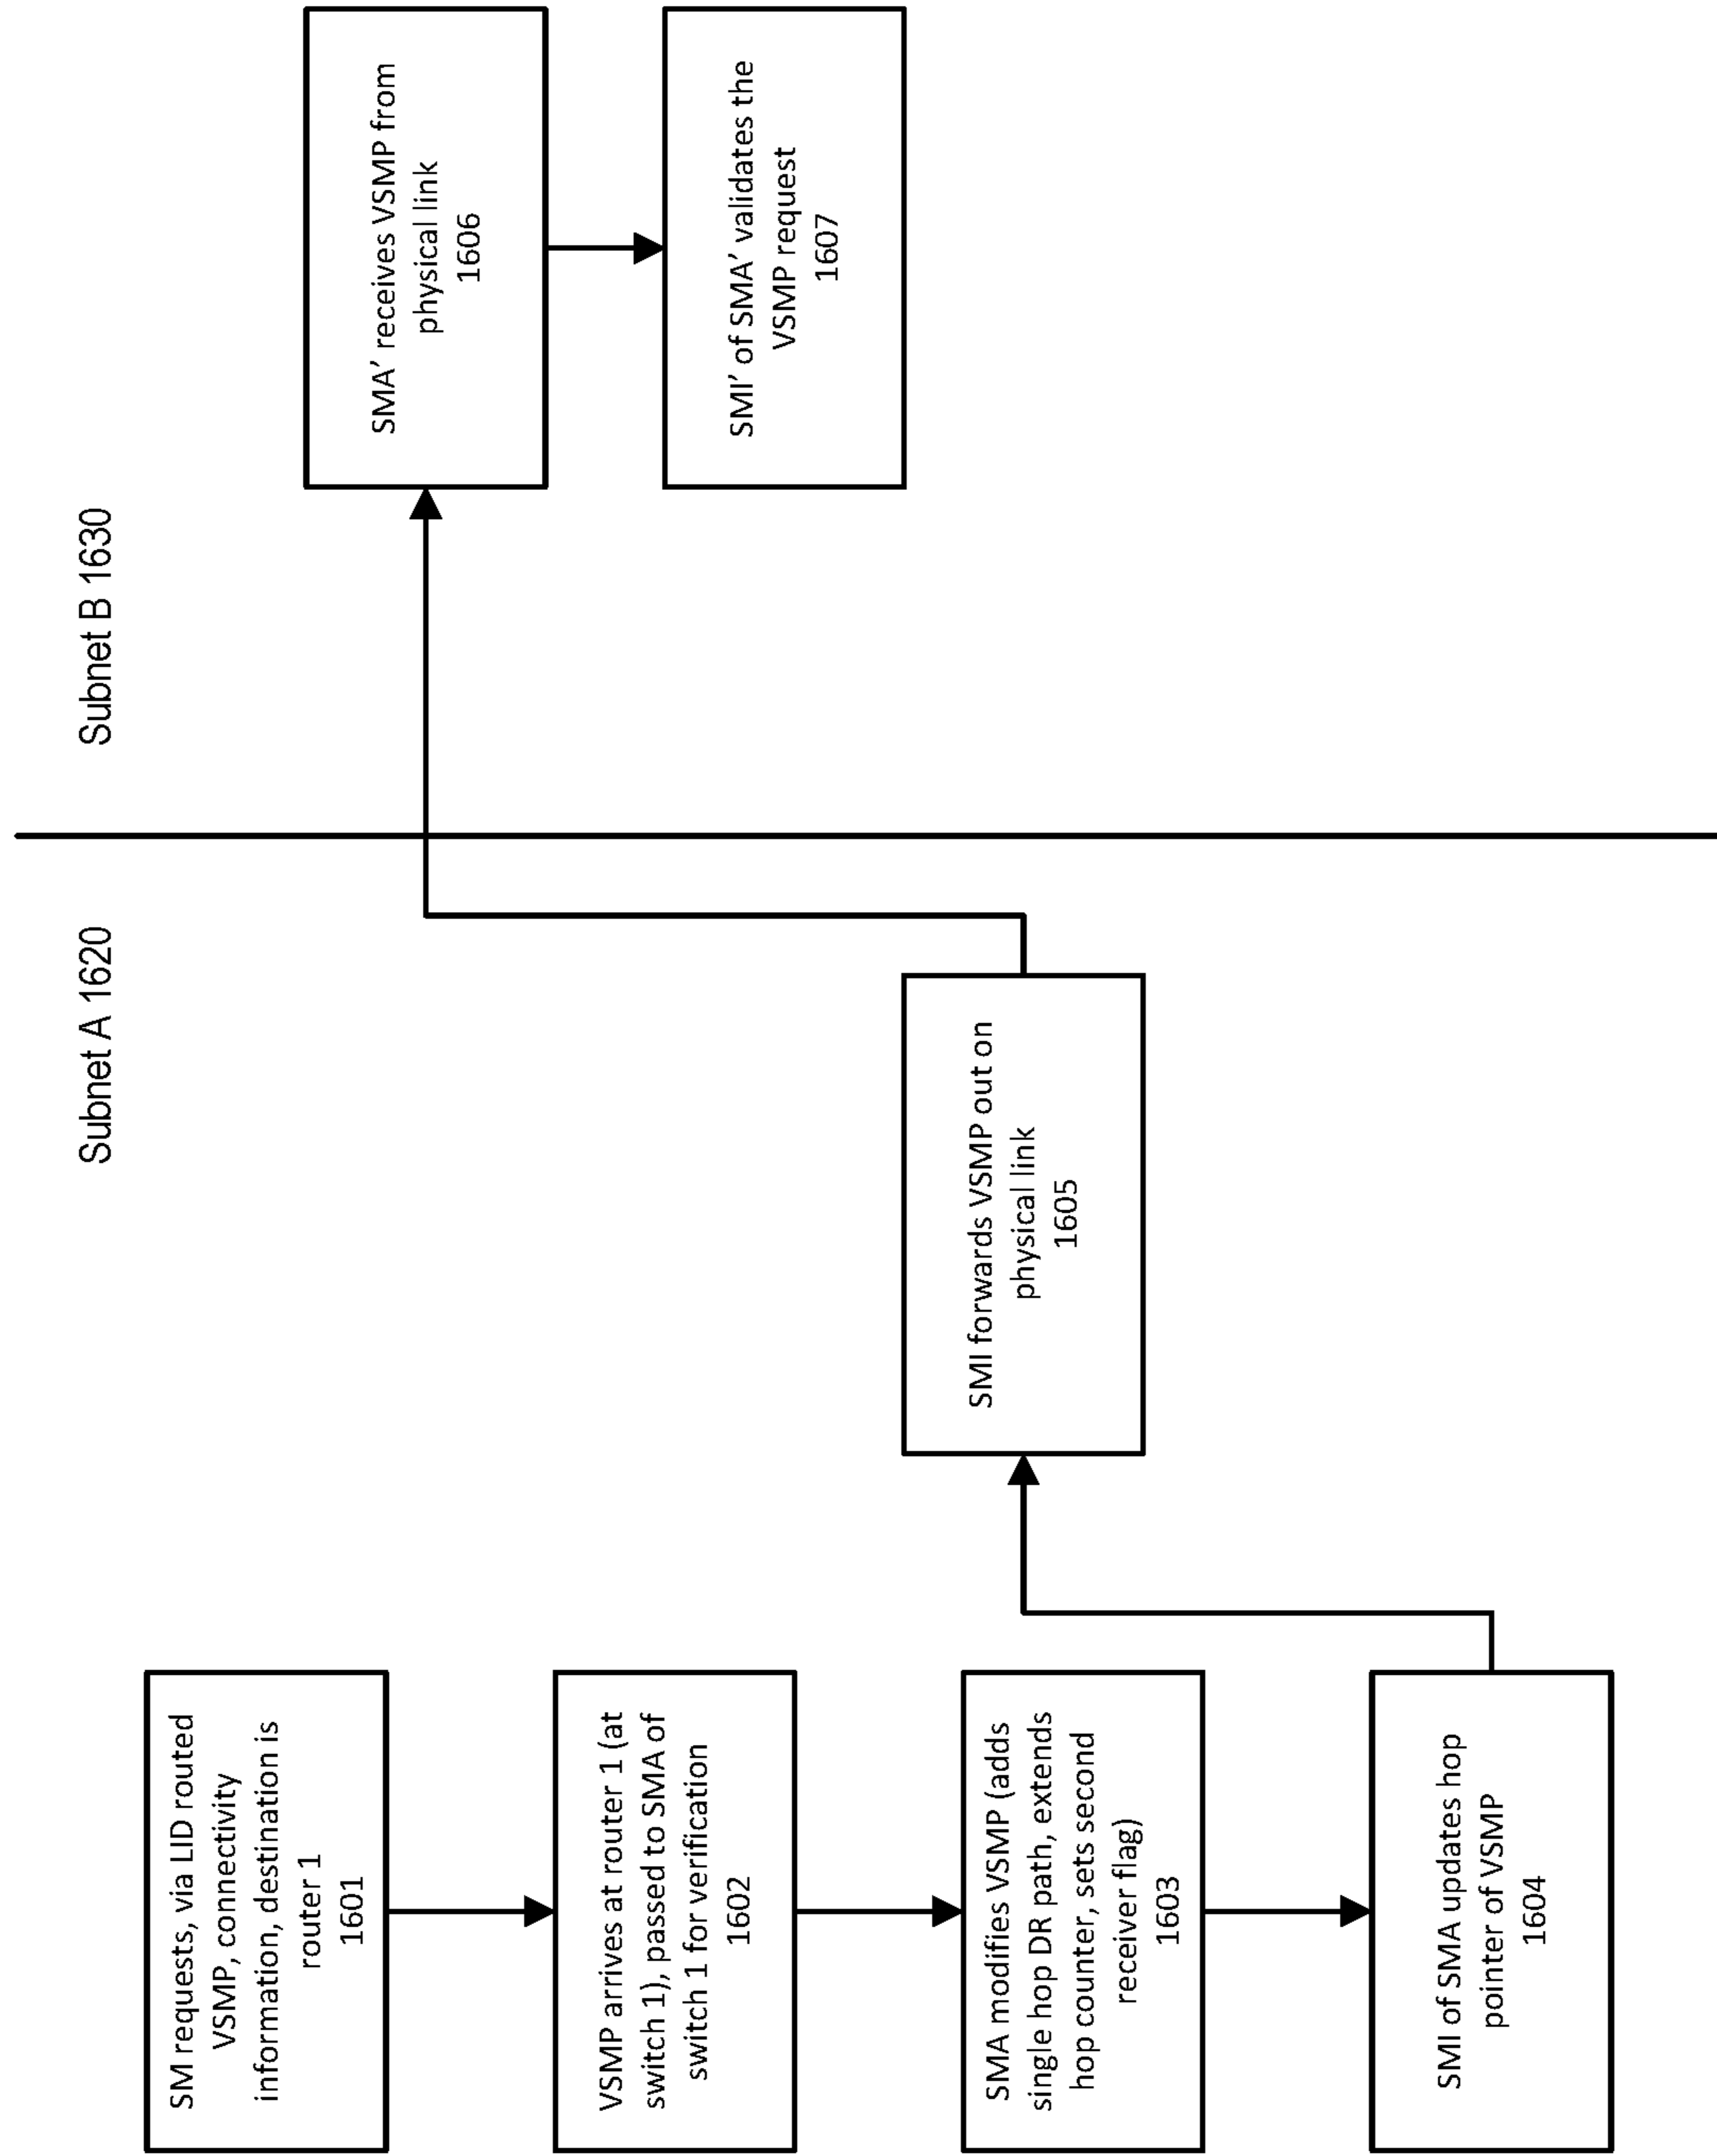 Subnet A 1620
Subnet B 1630
SM requests, via LID routed
VSMP, connectivity
information, destination is
router 1
1601
VSMP arrives at router 1 (at
switch 1), passed to SMA of
switch 1 for verification
1602
SMA modifies VSMP (adds
single hop DR path, extends
hop counter, sets second
receiver flag)
1603
SMI of SMA updates hop
pointer of VSMP
1604
SMI forwards VSMP out on
physical link
1605
SMA’ receives VSMP from
physical link
1606
SMI’ of SMA’ validates the
VSMP request
1607